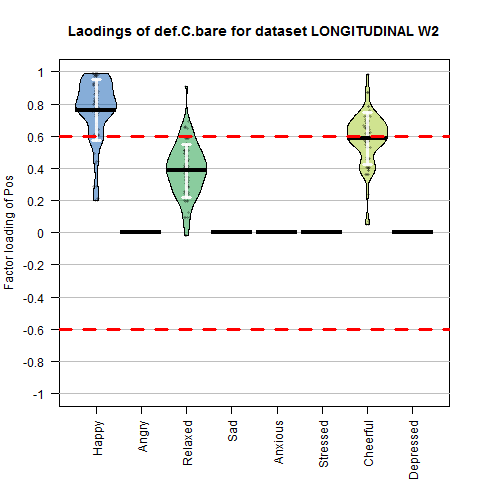 Laodings of def.C.bare for dataset LONGITUDINAL W2
Factor loading of Pos
1
0.8
0.6
0.4
0.2
0
-0.2
-0.4
-0.6
-0.8
-1
Happy
Angry
Relaxed
Sad
Anxious
Stressed
Cheerful
Depressed